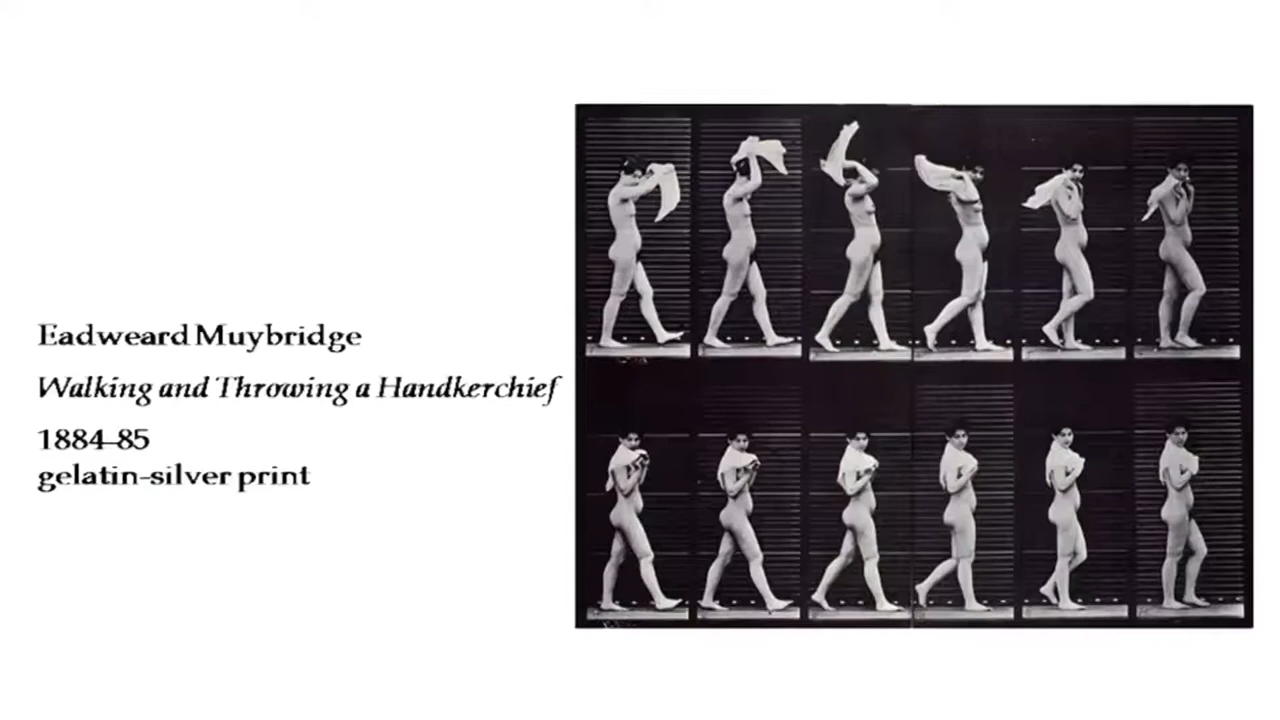 Eadweard Muybridge
Walking and Throwing a Handkerchief
1884-85
gelatin-silver print